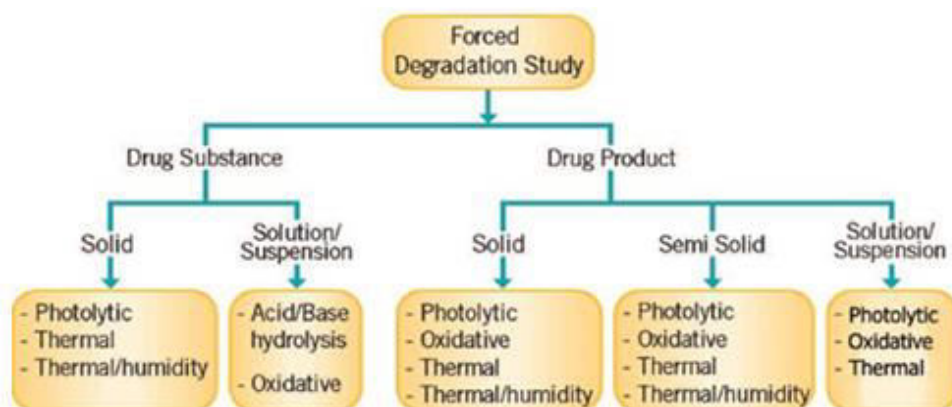 Forced
Degradation Study
Drug Substance
Drug Product
Solid
Solution/
Suspension
Solid
Semi Solid
Solution/
Suspension
- Photolytic
- Thermal
- Thermal/humidity
- Acid/Base
hydrolysis
- Oxidative
- Photolytic
- Oxidative
- Thermal
- Thermal/humidity
- Photolytic
- Oxidative
- Thermal
- Thermal/humidity
- Photolytic
- Oxidative
- Thermal